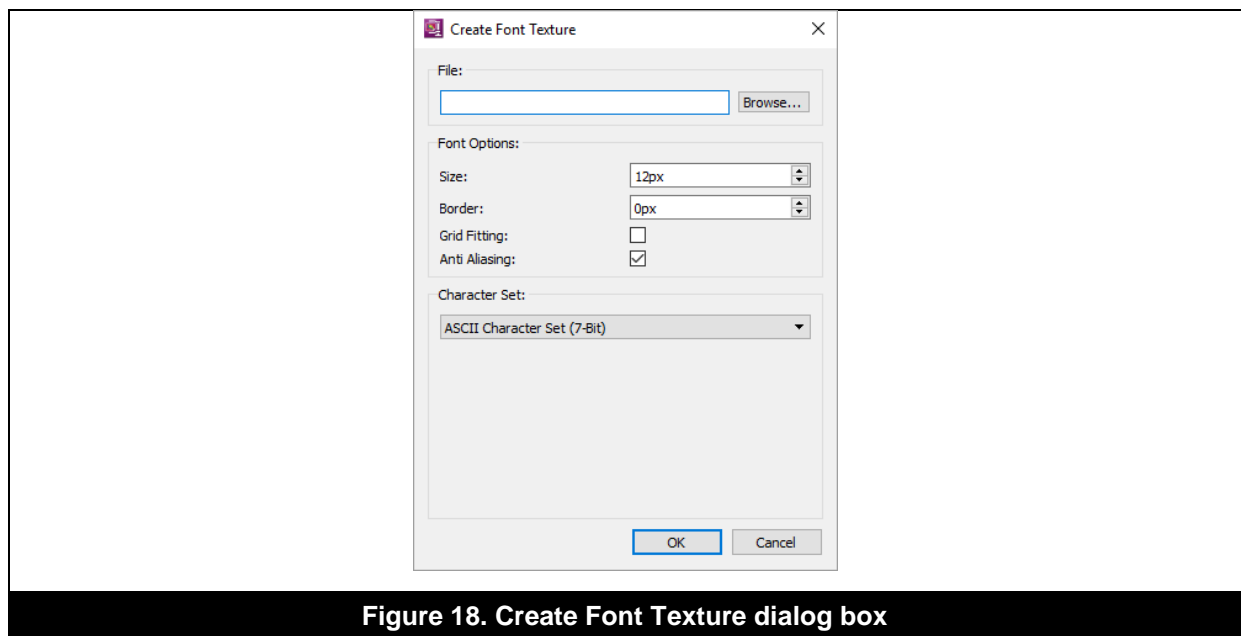 Create Font Texture
File:
Browse...
Font Options:
Size: 12px
Border: 0px
Grid Fitting:
Anti Aliasing:
Character Set:
ASCII Character Set (7-Bit)
OK Cancel
Figure 18. Create Font Texture dialog box